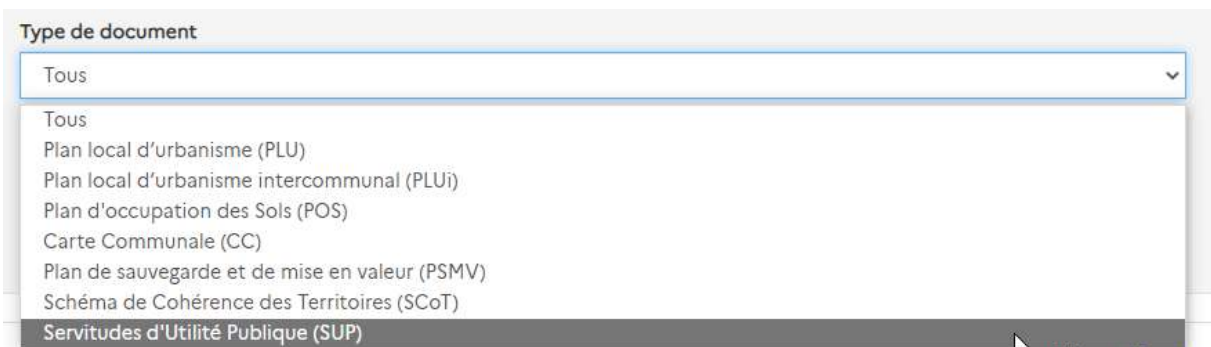 Type de document
Tous
Tous
Plan local d’urbanisme (PLU)
Plan local d’urbanisme intercommunal (PLUi)
Plan d'occupation des Sols (POS)
Carte Communale (CC)
Plan de sauvegarde et de mise en valeur (PSMV)
Schéma de Cohérence des Territoires (SCoT)
Servitudes d'Utilité Publique (SUP)